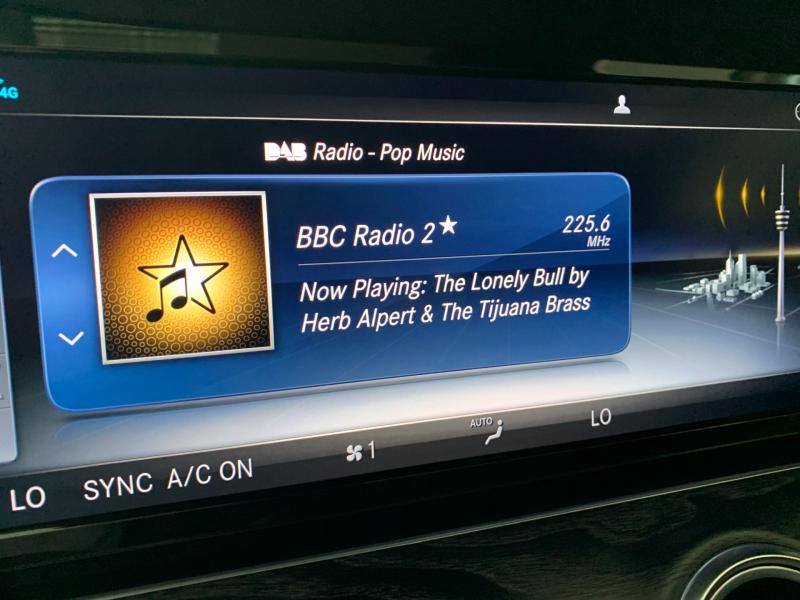 4G
DAB Radio - Pop Music
BBC Radio 2★
225.6
MHz
Now Playing: The Lonely Bull by
Herb Alpert & The Tijuana Brass
LO
SYNC
A/C ON
1
AUTO
LO